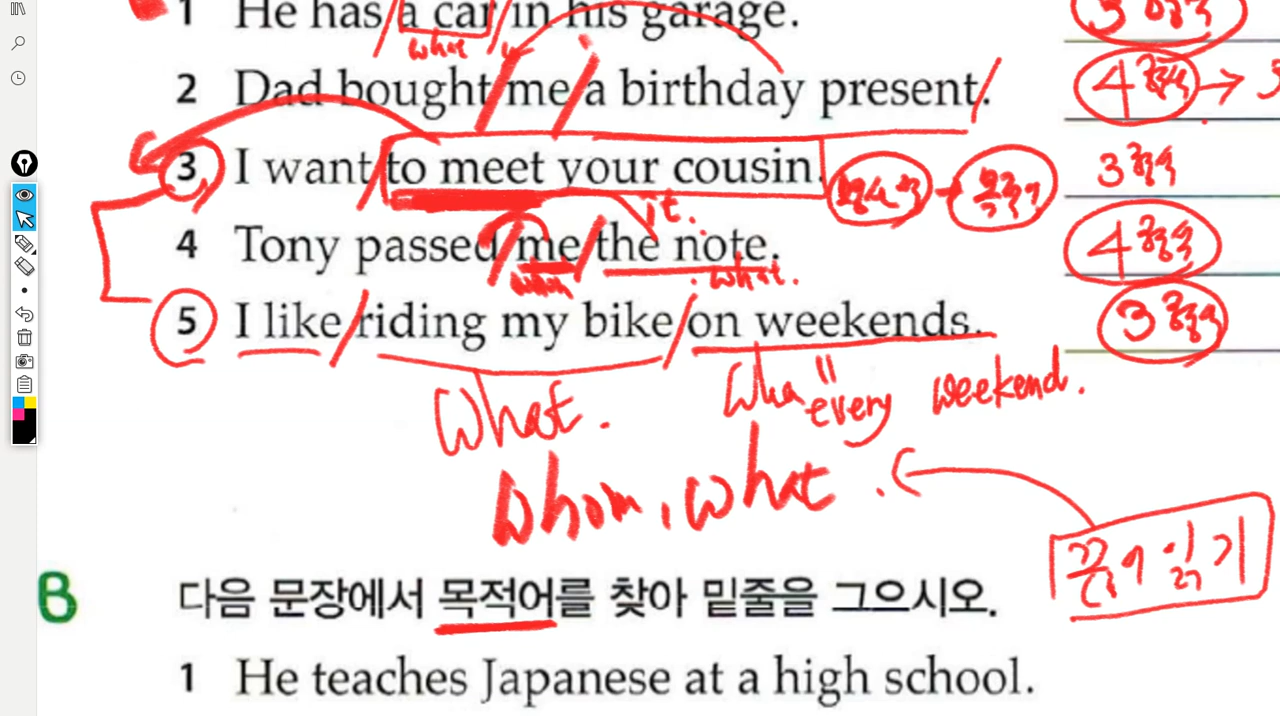 1 He has a car in his garage. 3형식
what
2 Dad bought me a birthday present. 4형식 → 3
3 I want to meet your cousin. 명사적 → 목적어 3형식
it.
4 Tony passed me the note. 4형식
whom what.
5 I like riding my bike on weekends. 3형식
What. every weekend.
Whom, what.
끊어 읽기
B 다음 문장에서 목적어를 찾아 밑줄을 그으시오.
1 He teaches Japanese at a high school.